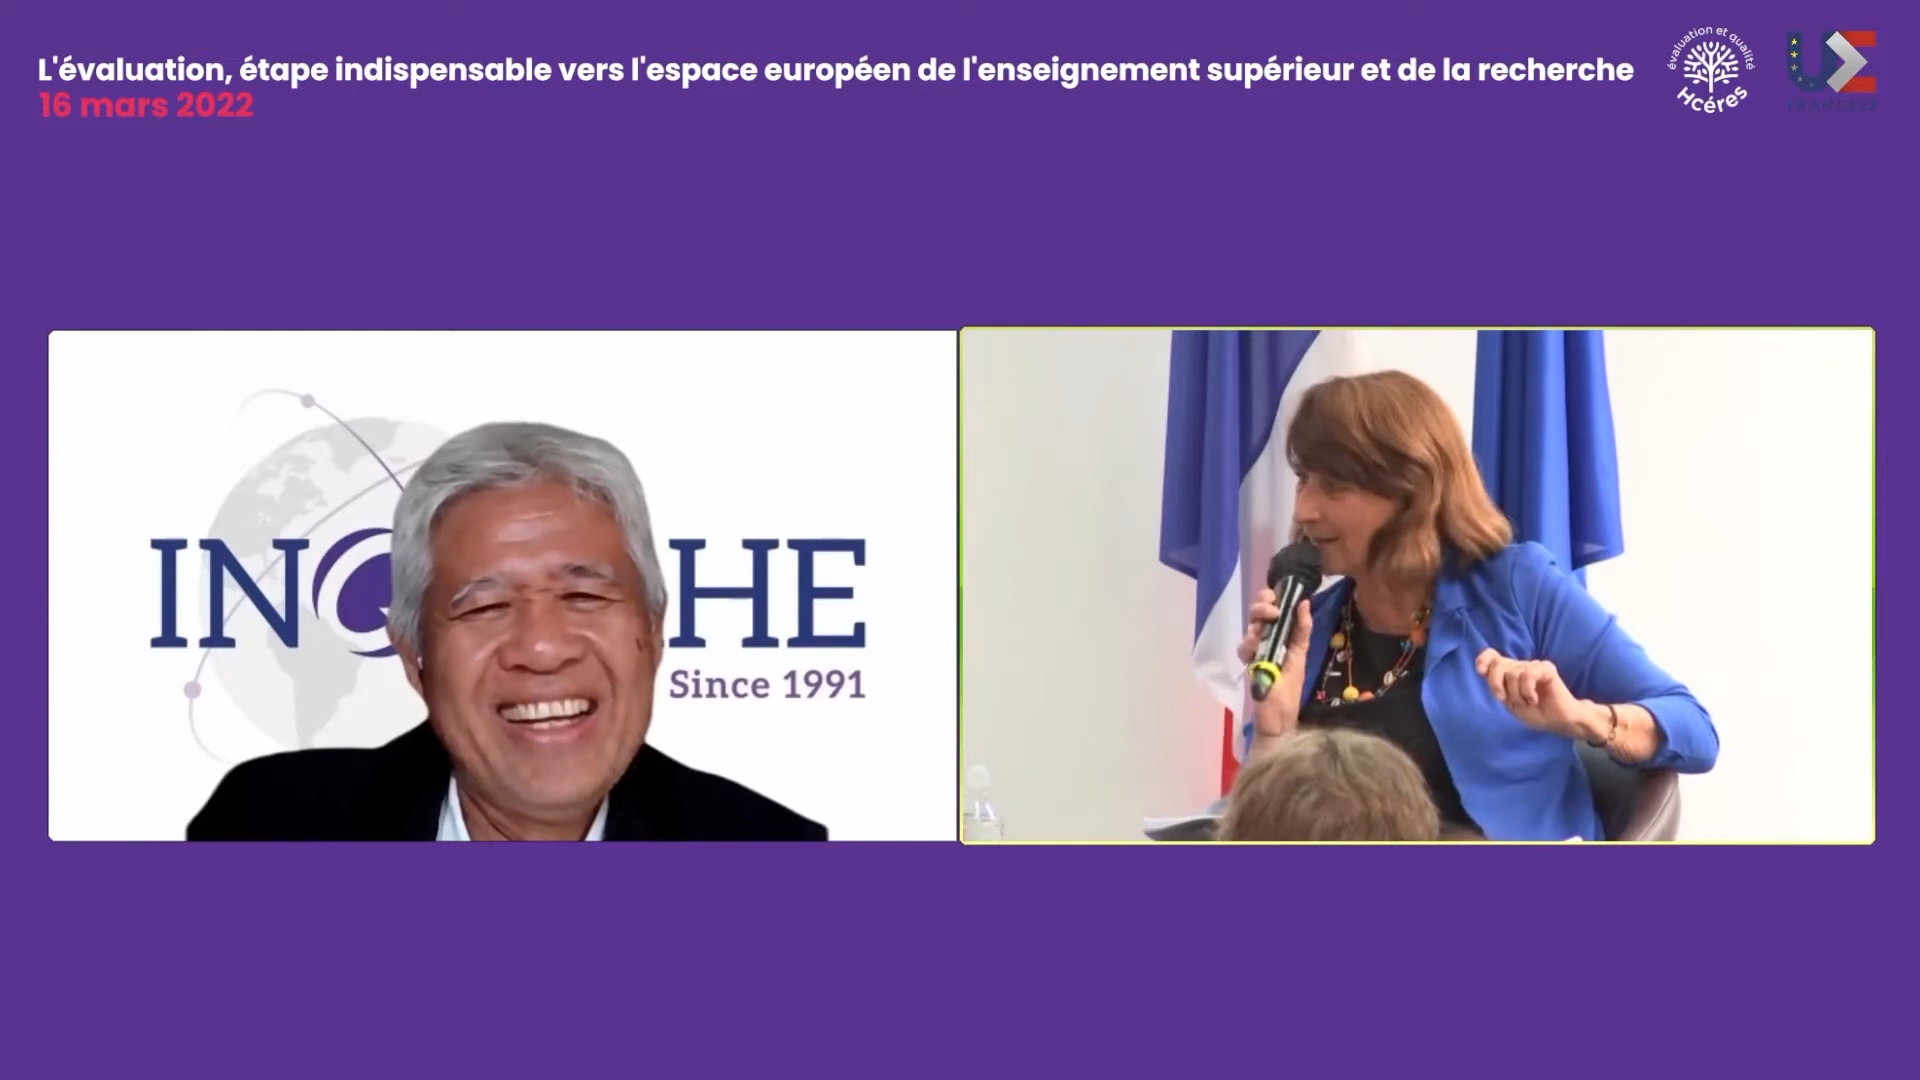 L'évaluation, étape indispensable vers l'espace européen de l'enseignement supérieur et de la recherche
16 mars 2022
évaluation et qualité
Hcéres
UE
IN HE
Since 1991